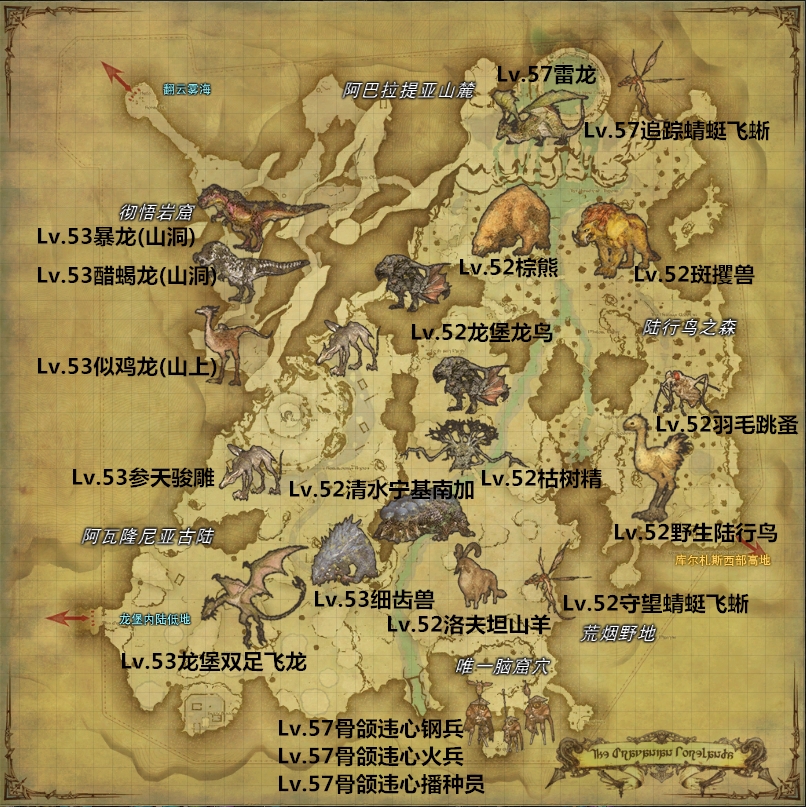 Lv.57雷龙
翻云雾海
阿巴拉提亚山麓
Lv.57追踪蜻蜓飞蜥
彻悟岩窟
Lv.53暴龙(山洞)
Lv.52棕熊
Lv.53醋蝎龙(山洞)
Lv.52斑攫兽
陆行鸟之森
Lv.52龙堡龙鸟
Lv.53似鸡龙(山上)
Lv.52羽毛跳蚤
Lv.53参天骏雕
Lv.52清水宁基南加
Lv.52枯树精
阿瓦隆尼亚古陆
Lv.52野生陆行鸟
库尔札斯西部高地
Lv.53细齿兽
Lv.52守望蜻蜓飞蜥
龙堡内陆低地
Lv.52洛夫坦山羊
荒烟野地
Lv.53龙堡双足飞龙
唯一脑窟穴
Lv.57骨颌违心钢兵
Lv.57骨颌违心火兵
The Dravanian Forelands
Lv.57骨颌违心播种员